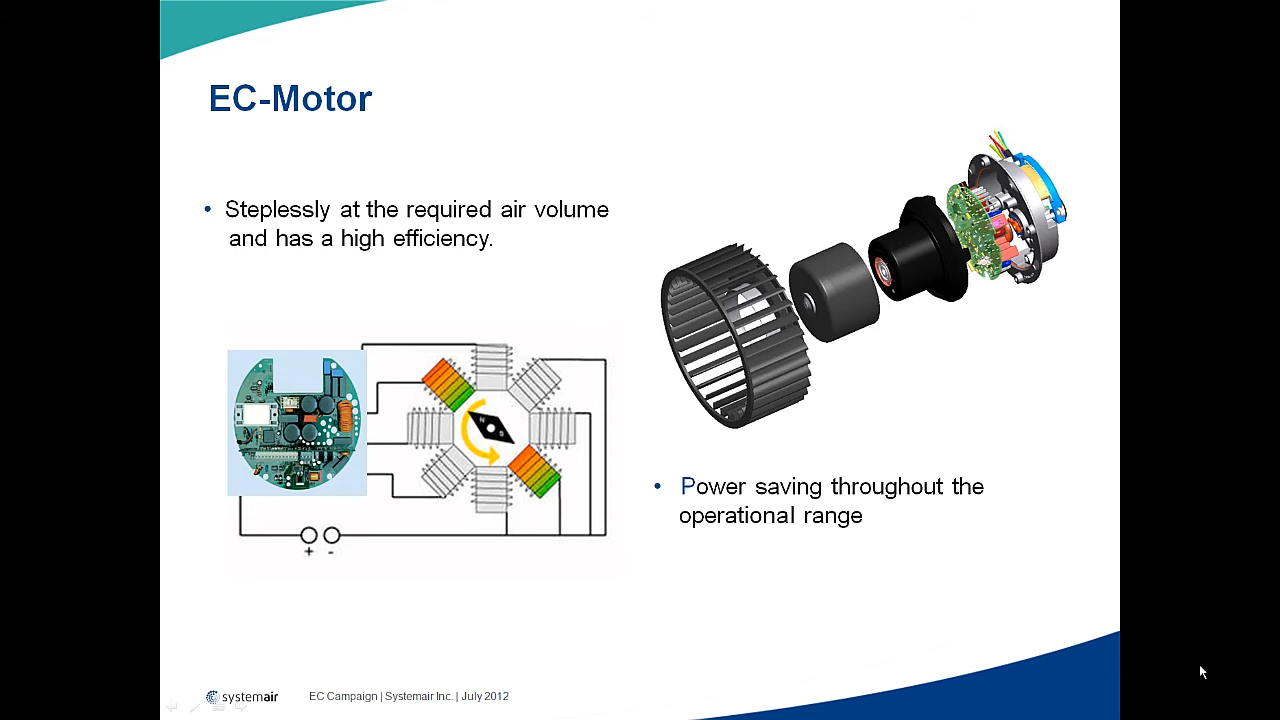 EC-Motor
• Steplessly at the required air volume
and has a high efficiency.
N
S
+ -
• Power saving throughout the
operational range
systemair
EC Campaign | Systemair Inc. | July 2012